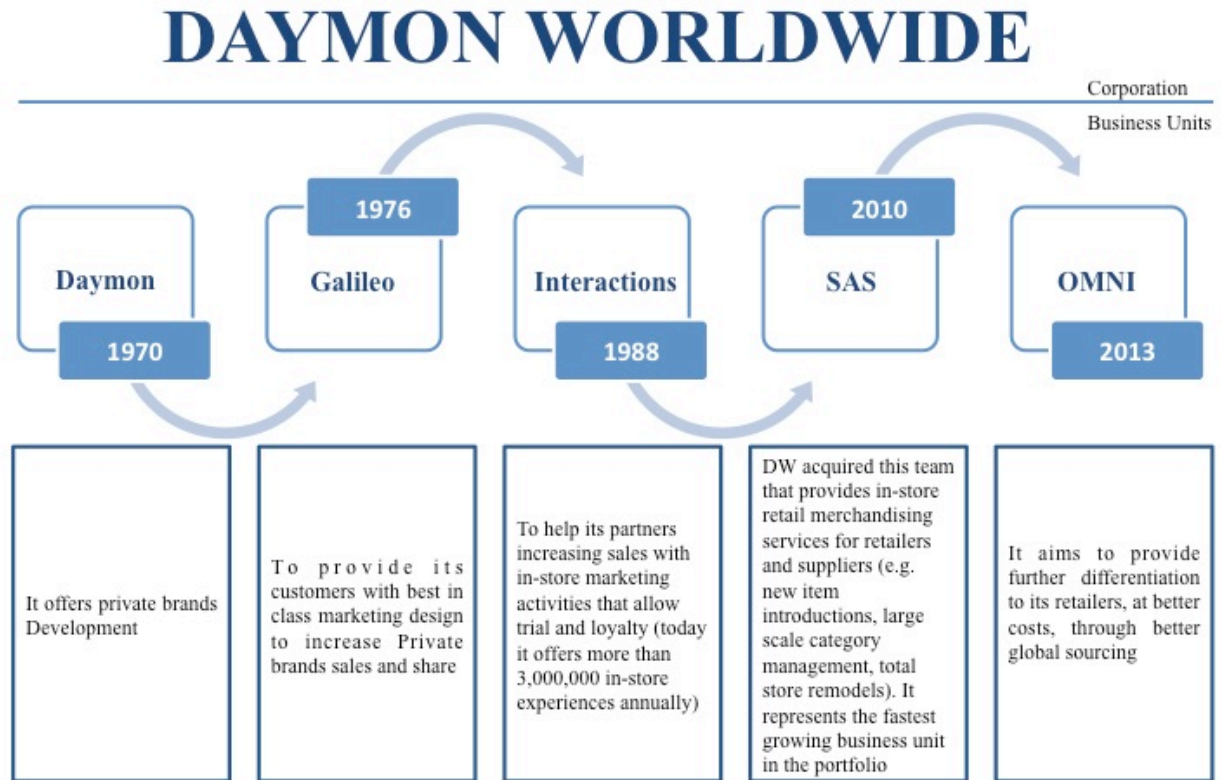 DAYMON WORLDWIDE
Corporation
Business Units
1976
2010
Daymon
Galileo
Interactions
SAS
OMNI
1970
1988
2013
It offers private brands
Development
To provide its
customers with best in
class marketing design
to increase Private
brands sales and share
To help its partners
increasing sales with
in-store marketing
activities that allow
trial and loyalty (today
it offers more than
3,000,000 in-store
experiences annually)
DW acquired this team
that provides in-store
retail merchandising
services for retailers
and suppliers (e.g.
new item
introductions, large
scale category
management, total
store remodels). It
represents the fastest
growing business unit
in the portfolio
It aims to provide
further differentiation
to its retailers, at better
costs, through better
global sourcing